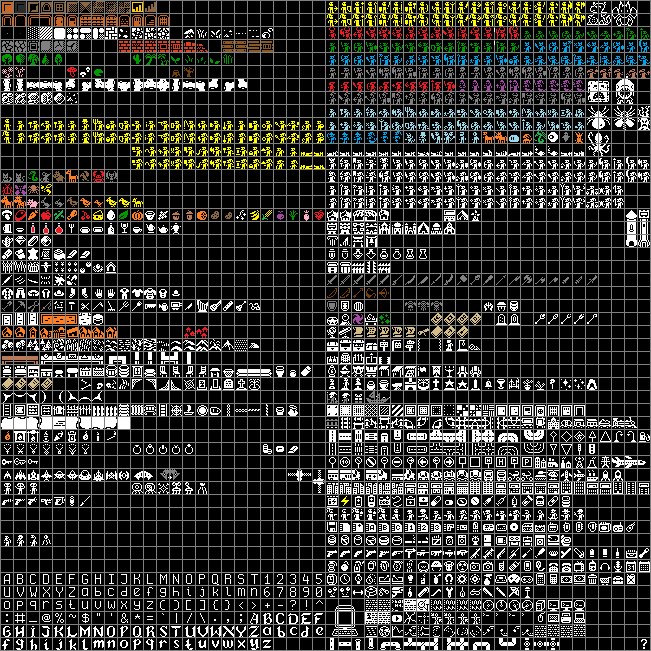 A B C D E F G H I J K L M N O P Q R S T 1 2 3 4 5
U V W X Y Z a b c d e f g h i j k l m n 6 7 8 9 0
o p q r s t u v w x y z ( ) [ ] { } < > + - ? ! ^
: # _ @ % ~ $ " & * = ' / \ . , A B C D E F
G H I J K L M N O P Q R S T U V W X Y Z a b c d e
f g h i j k l m n o p q r s t u v w x y z
?